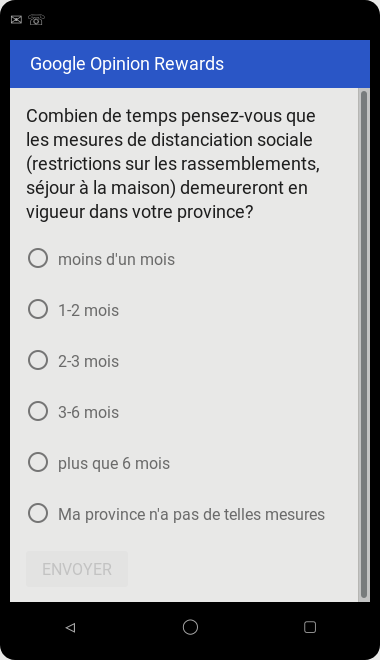 Google Opinion Rewards
Combien de temps pensez-vous que
les mesures de distanciation sociale
(restrictions sur les rassemblements,
séjour à la maison) demeureront en
vigueur dans votre province?
moins d'un mois
1-2 mois
2-3 mois
3-6 mois
plus que 6 mois
Ma province n'a pas de telles mesures
ENVOYER